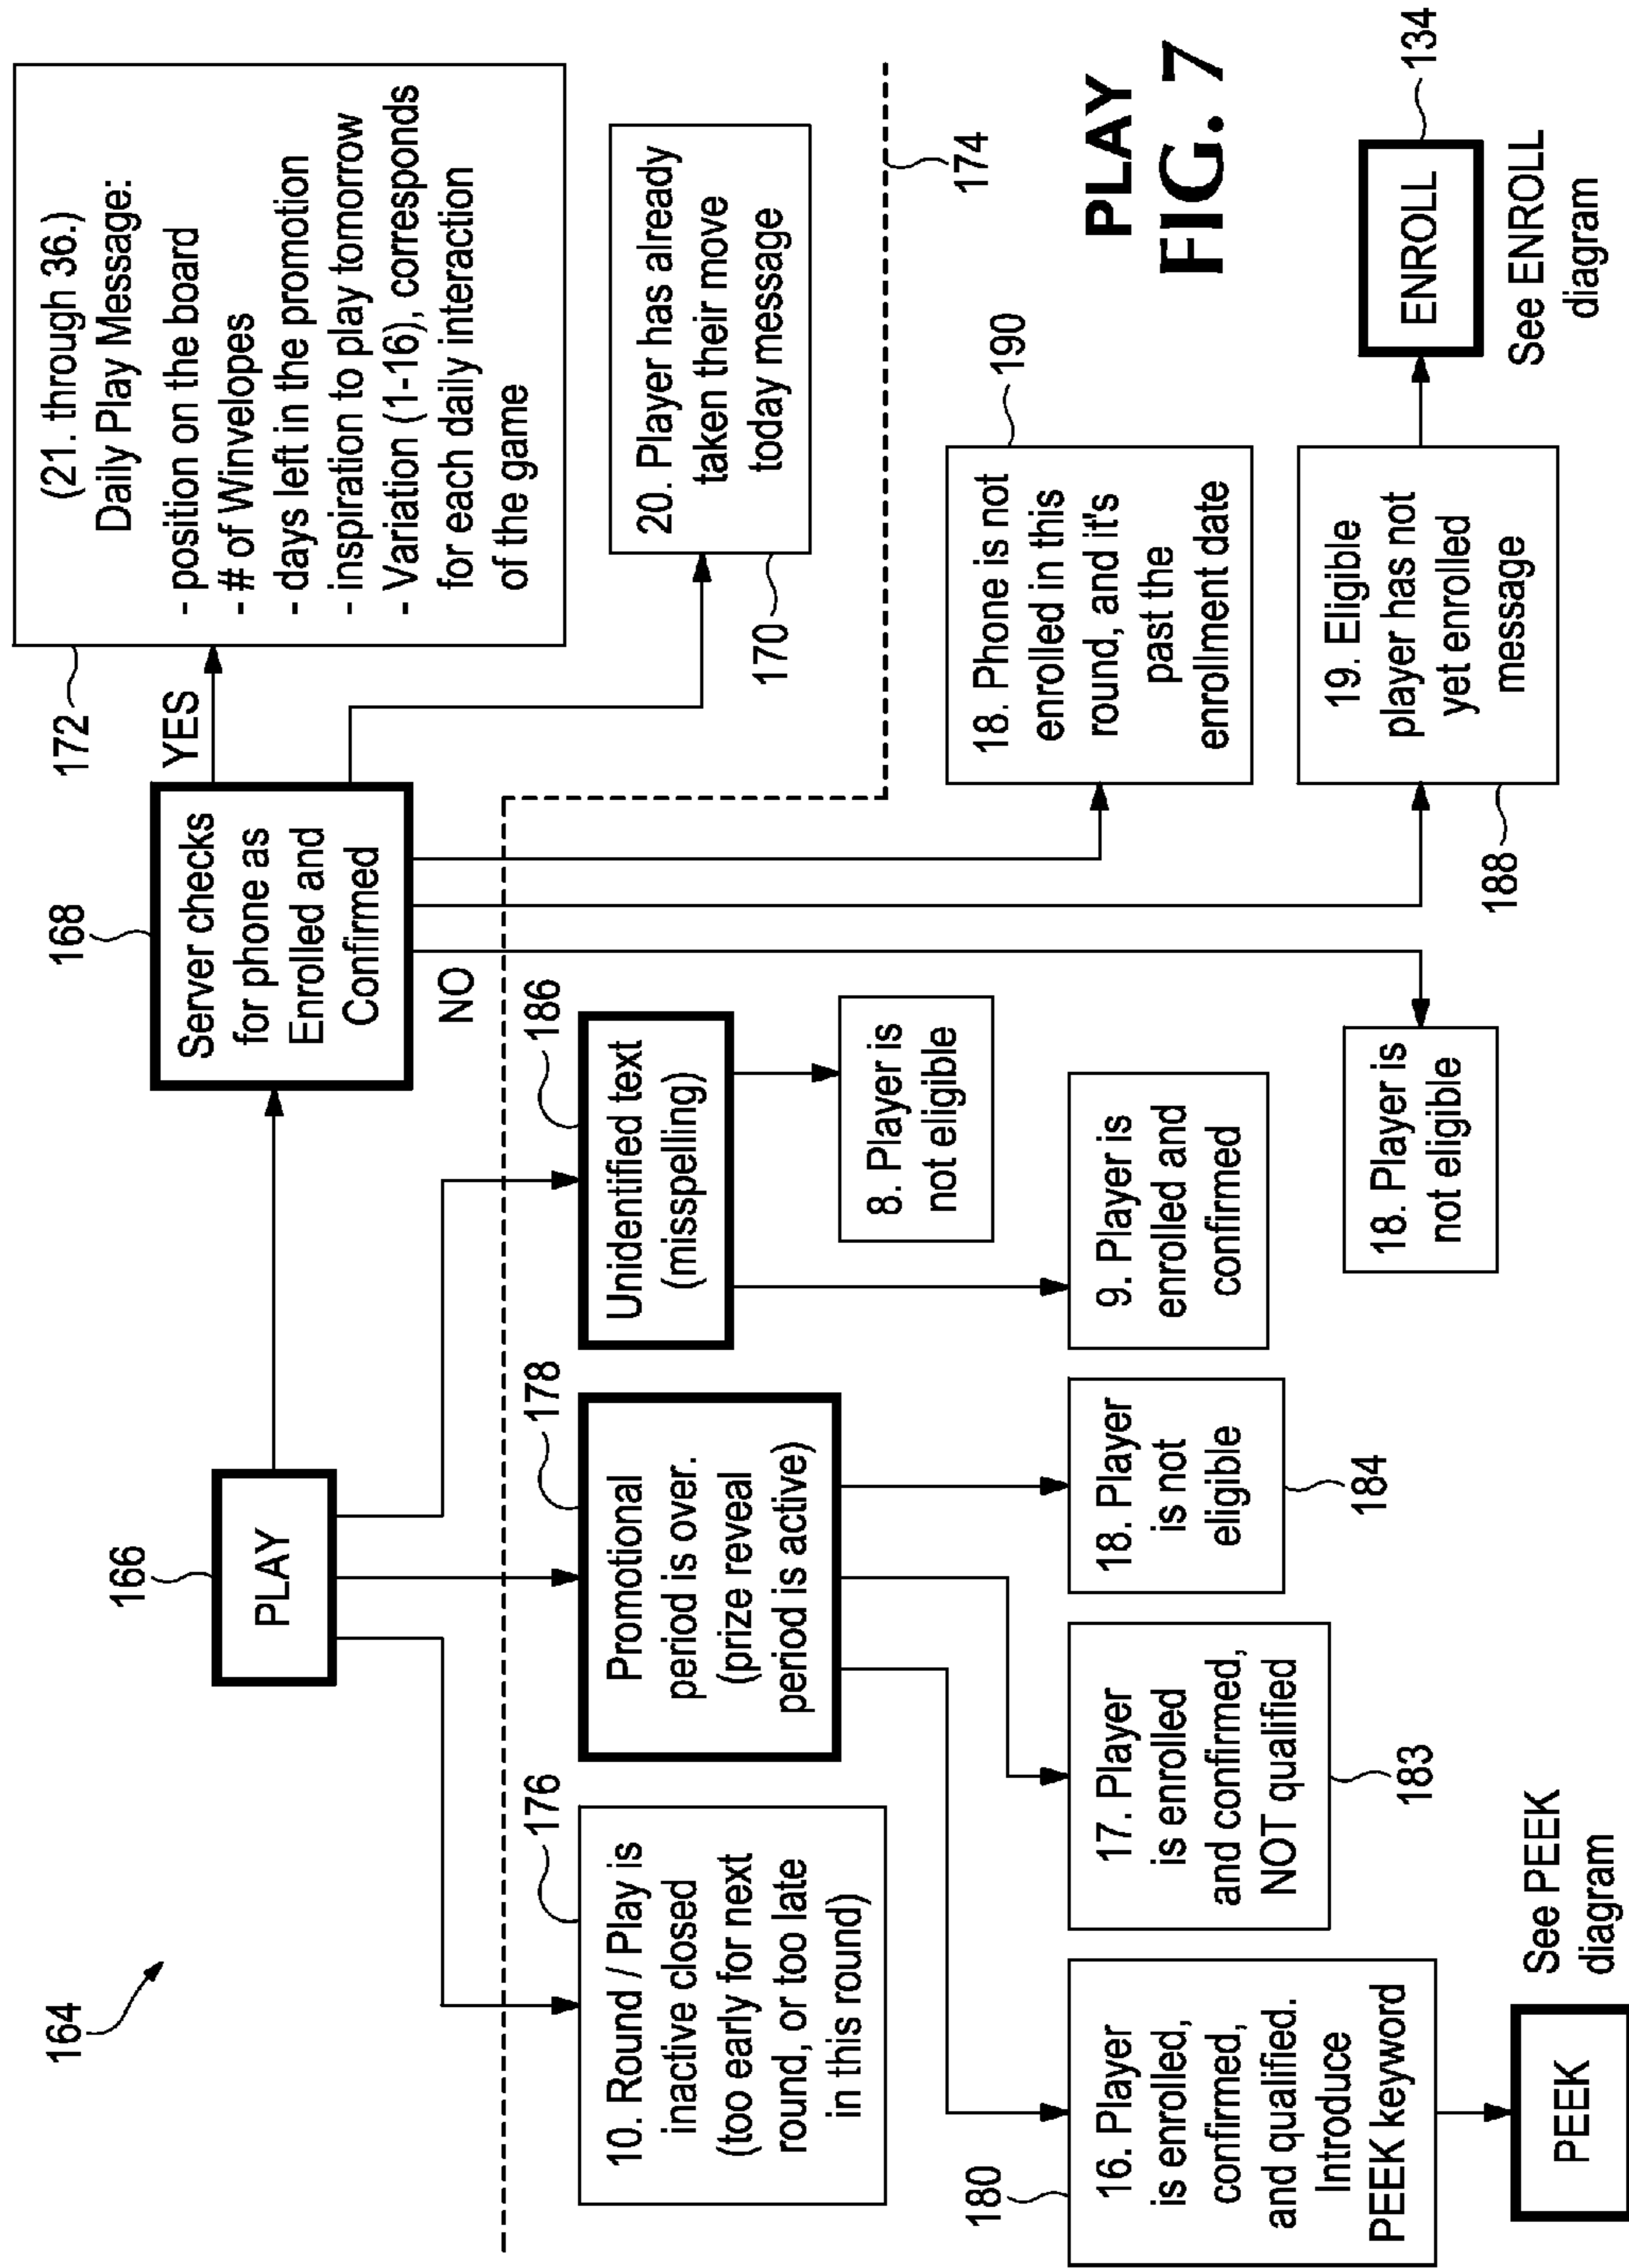 164
166
PLAY
168
Server checks
for phone as
Enrolled and
Confirmed
YES
NO
172
(21. through 36.)
Daily Play Message:
- position on the board
- # of Winvelopes
- days left in the promotion
- inspiration to play tomorrow
- Variation (1-16), corresponds
for each daily interaction
of the game
20. Player has already
taken their move
today message
170
174
176
10. Round / Play is
inactive closed
(too early for next
round, or too late
in this round)
178
Promotional
period is over.
(prize reveal
period is active)
186
Unidentified text
(misspelling)
8. Player is
not eligible
9. Player is
enrolled and
confirmed
180
16. Player
is enrolled,
confirmed,
and qualified.
Introduce
PEEK keyword
17. Player
is enrolled
and confirmed,
NOT qualified
183
18. Player
is not
eligible
184
18. Player is
not eligible
190
18. Phone is not
enrolled in this
round, and it's
past the
enrollment date
19. Eligible
player has not
yet enrolled
message
188
ENROLL
134
See ENROLL
diagram
PEEK
See PEEK
diagram
PLAY
FIG. 7